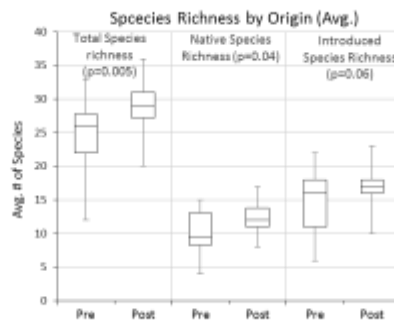 Spcecies Richness by Origin (Avg.)
Total Species
richness
(p=0.005)
Native Species
Richness (p=0.04)
Introduced
Species Richness
(p=0.06)
Avg. # of Species
40
35
30
25
20
15
10
5
0
Pre Post Pre Post Pre Post